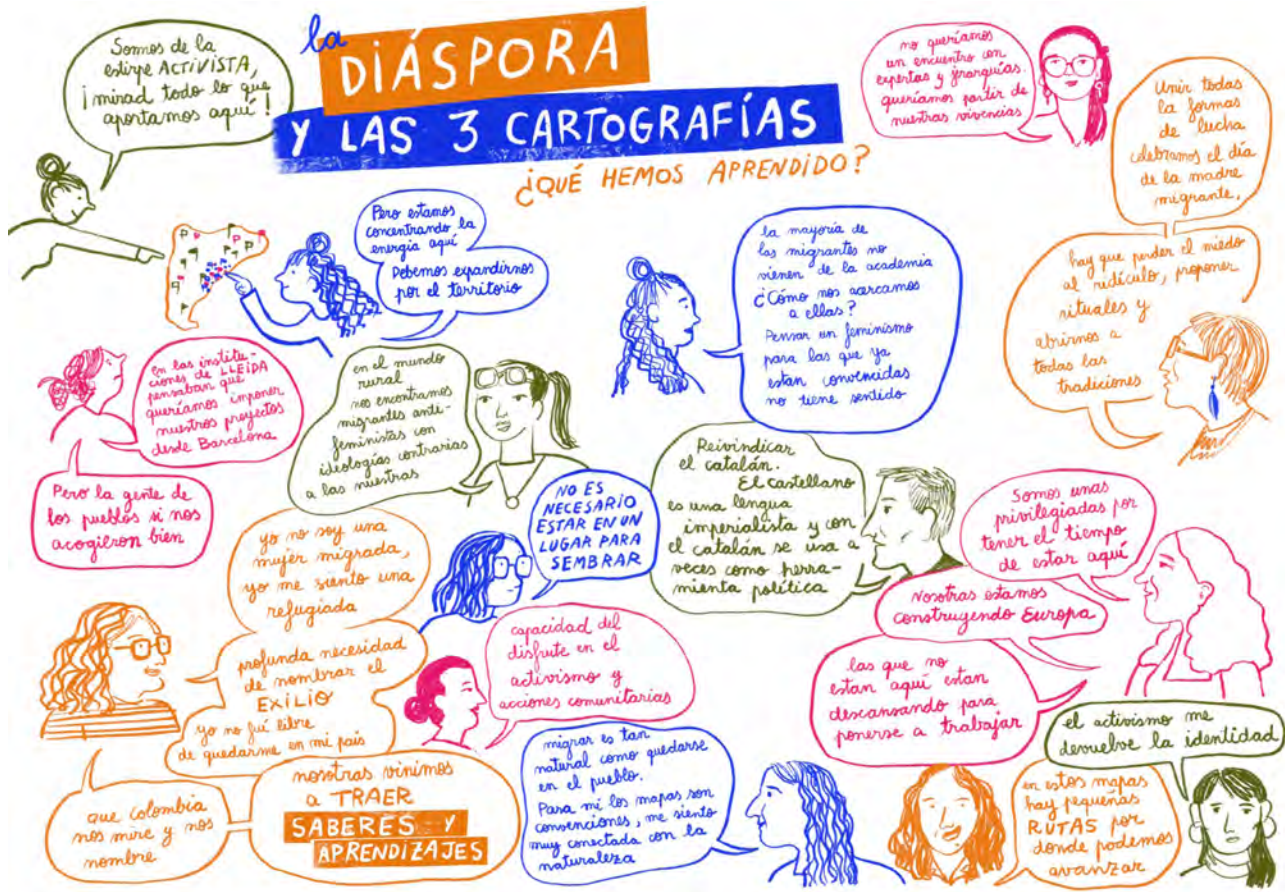 la
DIÁSPORA
Y LAS 3 CARTOGRAFÍAS
¿QUÉ HEMOS APRENDIDO?
Somos de la
estirpe ACTIVISTA,
¡mirad todo lo que
aportamos aquí!
no queríamos
un encuentro con
expertas y jrarquías.
queríamos partir de
nuestras vivencias
Unir todas
la formas
de lucha
celebramos el día
de la madre
migrante,
hay que perder el miedo
al ridículo, proponer
rituales y
abrirnos a
todas las
tradiciones
Pero estamos
concentrando la
energía aquí
Debemos expandirnos
por el territorio
la mayoría de
las migrantes no
vienen de la academia
¿Cómo nos acercamos
a ellas?
Pensar un feminismo
para las que ya
estan convencidas
no tiene sentido
En las institu-
ciones de LLEIDA
pensaban que
queríamos imponer
nuestros proyectos
desde Barcelona
Pero la gente de
los pueblos si nos
acogieron bien
en el mundo
rural
nos encontramos
migrantes anti-
feministas con
ideologías contrarias
a las nuestras
NO ES
NECESARIO
ESTAR EN UN
LUGAR PARA
SEMBRAR
Reivindicar
el catalán.
El castellano
es una lengua
imperialista y con
el catalán se usa a
veces como herra-
mienta política
Somos unas
privilegiadas por
tener el tiempo
de estar aquí
Nosotras estamos
construyendo Europa
las que no
estan aquí estan
descansando para
ponerse a trabajar
yo no soy una
mujer migrada,
yo me siento una
refugiada
profunda necesidad
de nombrar el
EXILIO
yo no fuí libre
de quedarme en mi pais
que colombia
nos mire y nos
nombre
nosotras vinimos
a TRAER
SABERES Y
APRENDIZAJES
capacidad del
disfrute en el
activismo y
acciones comunitarias
migrar es tan
natural como quedarse
en el pueblo.
Para mi los mapas son
convenciones, me siento
muy conectada con la
naturaleza
en estos mapas
hay pequeñas
RUTAS por
donde podemos
avanzar
el activismo me
devuelve la identidad